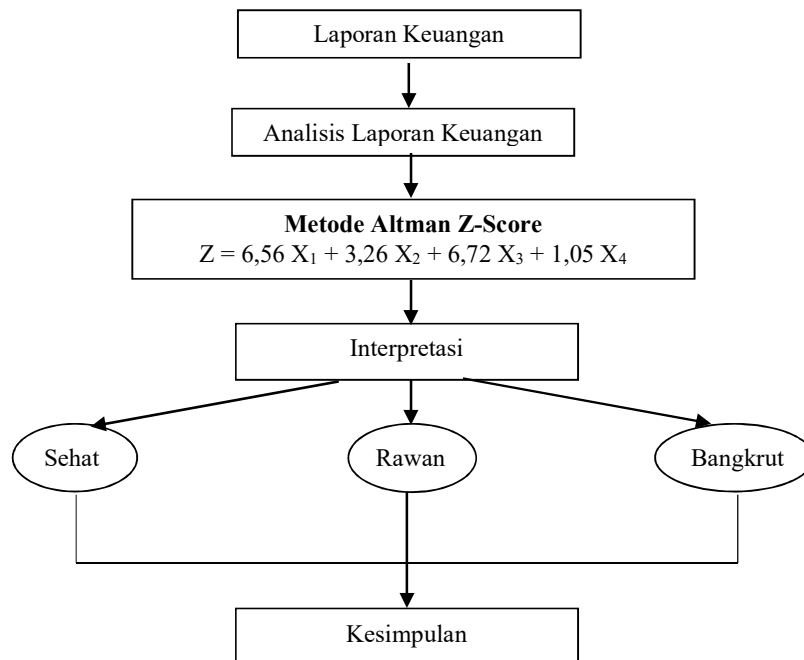 Laporan Keuangan
Analisis Laporan Keuangan
Metode Altman Z-Score
Z = 6,56 X₁ + 3,26 X₂ + 6,72 X₃ + 1,05 X₄
Interpretasi
Sehat
Rawan
Bangkrut
Kesimpulan